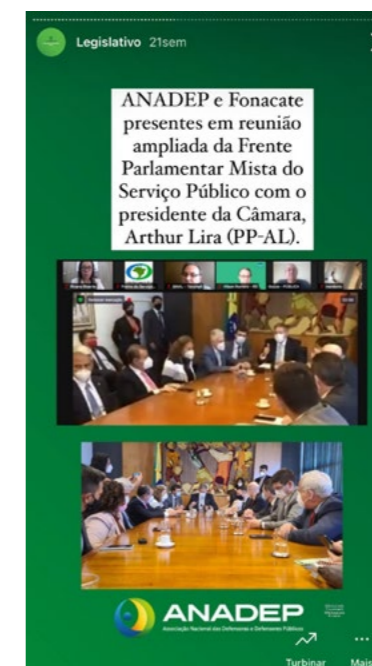 Legislativo 21sem
ANADEP e Fonacate
presentes em reunião
ampliada da Frente
Parlamentar Mista do
Serviço Público com o
presidente da Câmara,
Arthur Lira (PP-AL).
ANADEP
Associação Nacional das Defensoras e Defensores Públicos
Turbinar Mais